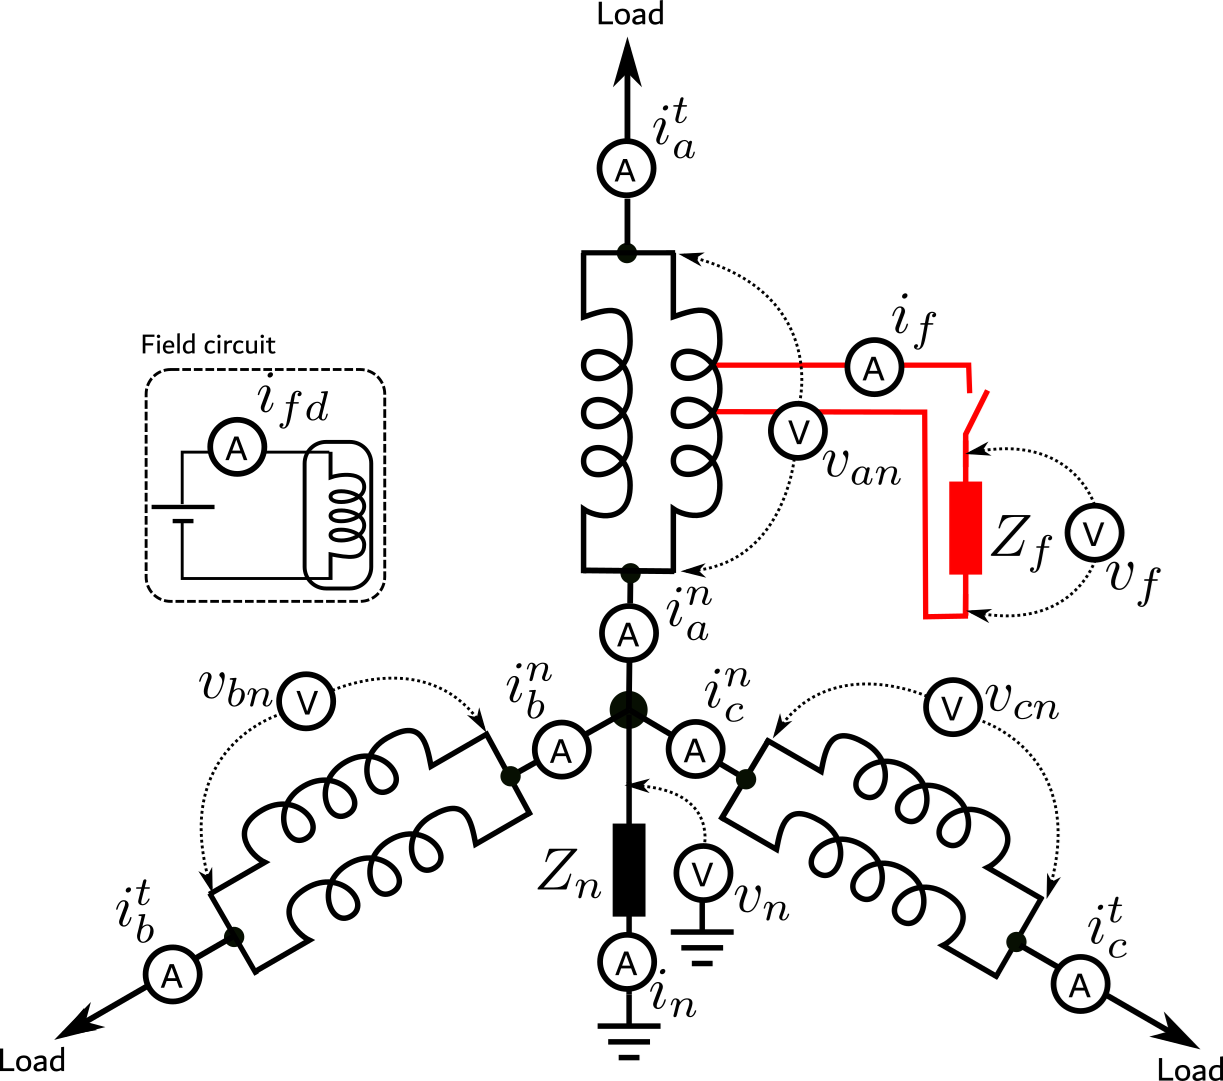 Load
i_a^t
A
i_f
A
Field circuit
i_{fd}
A
V
v_{an}
Z_f
V
v_f
i_a^n
A
v_{bn}
V
i_b^n
A
i_c^n
A
V
v_{cn}
Z_n
V
v_n
i_b^t
A
i_c^t
A
A
i_n
Load
Load